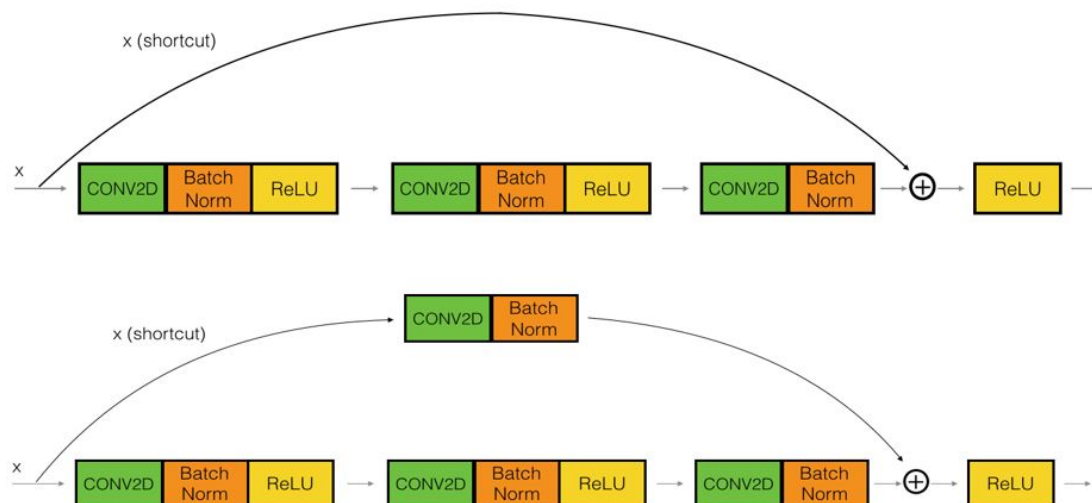 x (shortcut)
x
CONV2D Batch Norm ReLU CONV2D Batch Norm ReLU CONV2D Batch Norm ReLU
CONV2D Batch Norm
x (shortcut)
x
CONV2D Batch Norm ReLU CONV2D Batch Norm ReLU CONV2D Batch Norm ReLU